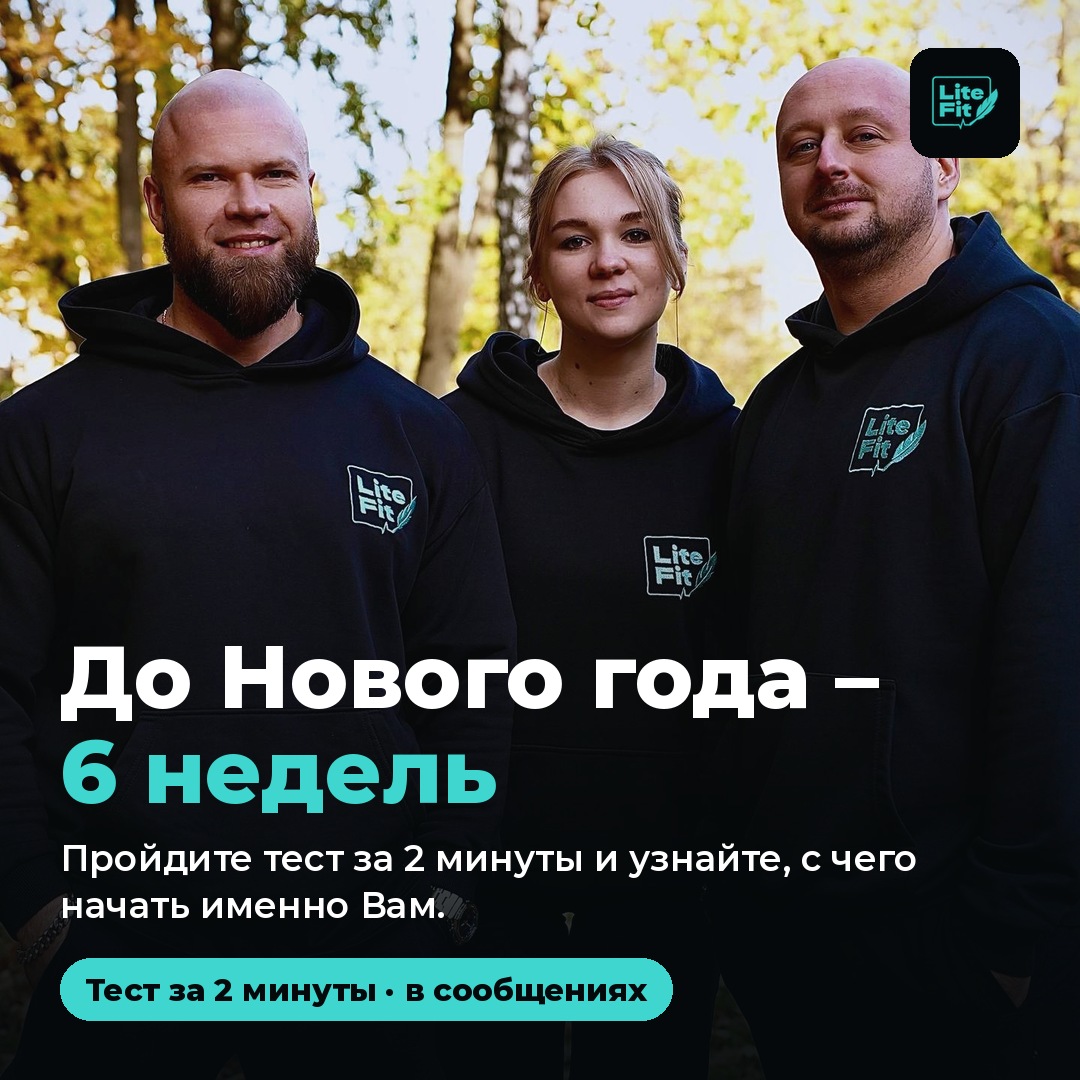 Lite
Fit
Lite
Fit
Lite
Fit
Lite
Fit
До Нового года –
6 недель
Пройдите тест за 2 минуты и узнайте, с чего
начать именно Вам.
Тест за 2 минуты · в сообщениях